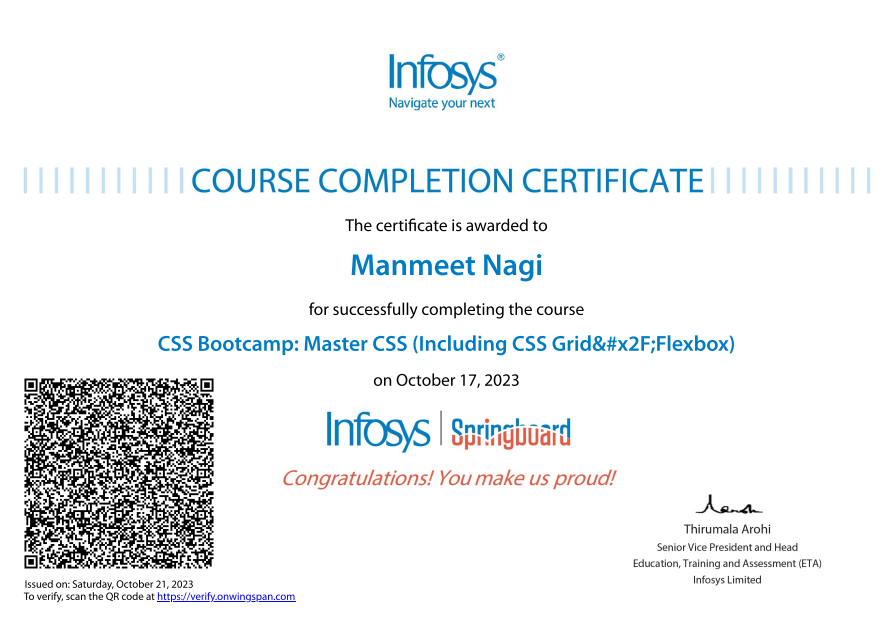 Infosys®
Navigate your next
COURSE COMPLETION CERTIFICATE
The certificate is awarded to
Manmeet Nagi
for successfully completing the course
CSS Bootcamp: Master CSS (Including CSS Grid&#x2F;Flexbox)
on October 17, 2023
Infosys | Springboard
Congratulations! You make us proud!
Thirumala Arohi
Senior Vice President and Head
Education, Training and Assessment (ETA)
Infosys Limited
Issued on: Saturday, October 21, 2023
To verify, scan the QR code at https://verify.onwingspan.com